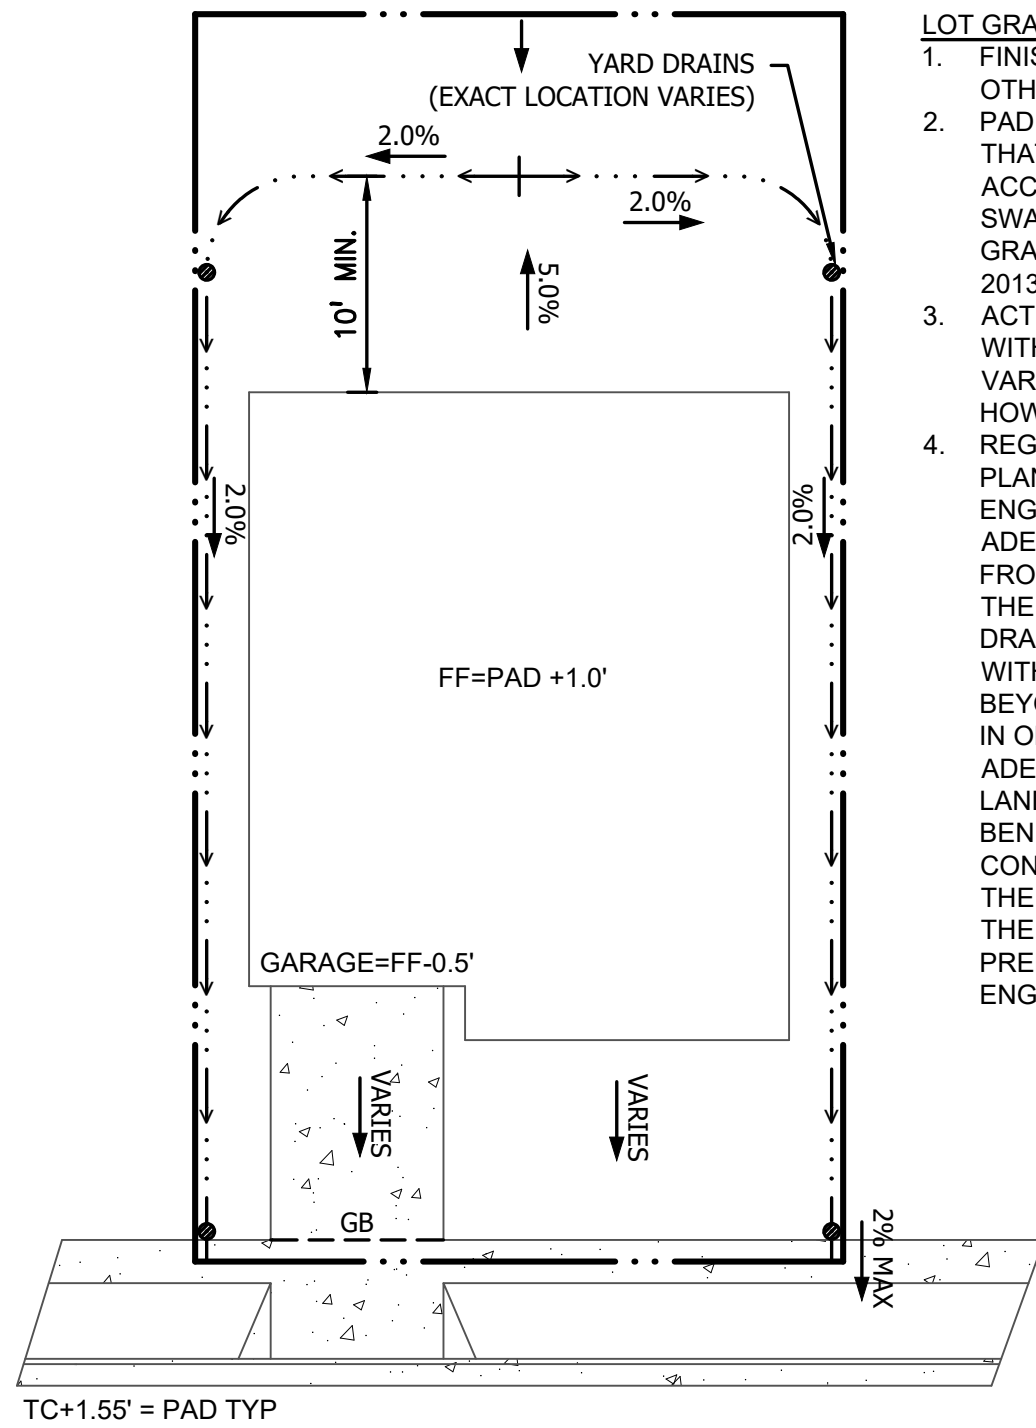 YARD DRAINS
(EXACT LOCATION VARIES)
2.0%
2.0%
10' MIN.
5.0%
2.0%
2.0%
FF=PAD +1.0'
GARAGE=FF-0.5'
VARIES
VARIES
GB
2% MAX
TC+1.55' = PAD TYP
LOT GRA
1. FINIS
OTH
2. PAD
THAT
ACC
SWA
GRA
2013
3. ACT
WITH
VAR
HOW
4. REG
PLAN
ENG
ADE
FRO
THE
DRA
WITH
BEYO
IN O
ADE
LAN
BEN
CON
THE
THE
PRE
ENG